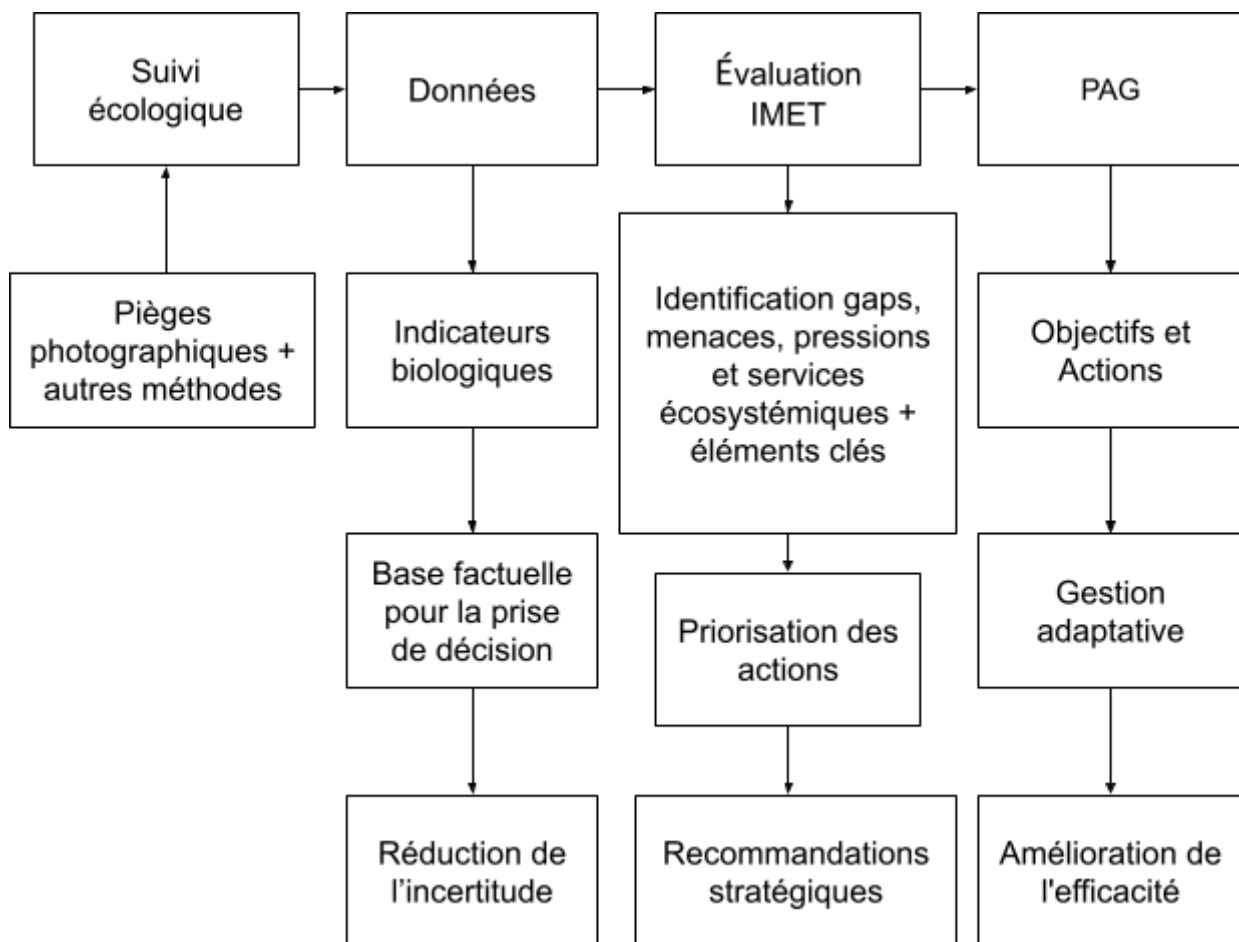 Suivi
écologique
Données
Évaluation
IMET
PAG
Pièges
photographiques +
autres méthodes
Indicateurs
biologiques
Identification gaps,
menaces, pressions
et services
écosystémiques +
éléments clés
Objectifs et
Actions
Base factuelle
pour la prise
de décision
Priorisation des
actions
Gestion
adaptative
Réduction de
l’incertitude
Recommandations
stratégiques
Amélioration de
l'efficacité